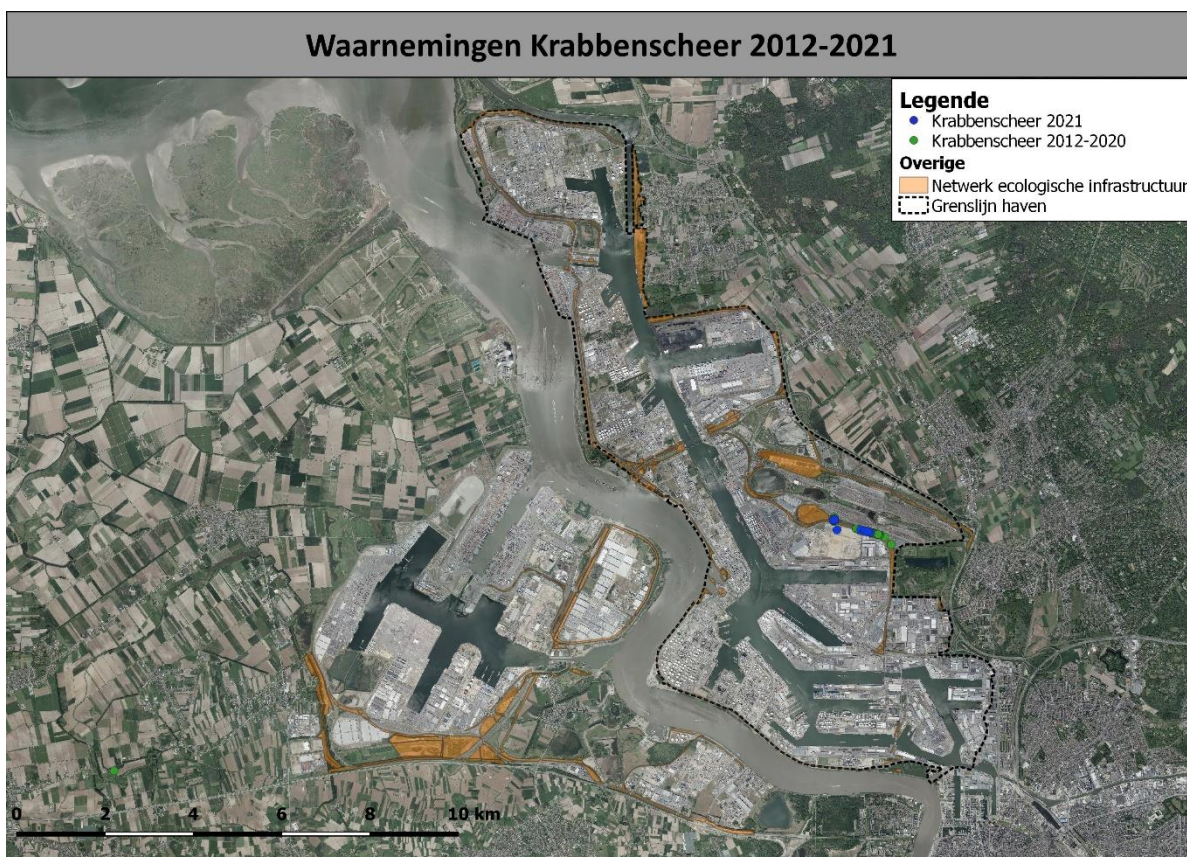 Waarnemingen Krabbenscheer 2012-2021
Legende
Krabbenscheer 2021
Krabbenscheer 2012-2020
Overige
Netwerk ecologische infrastructuur
Grenslijn haven
0 2 4 6 8 10 km